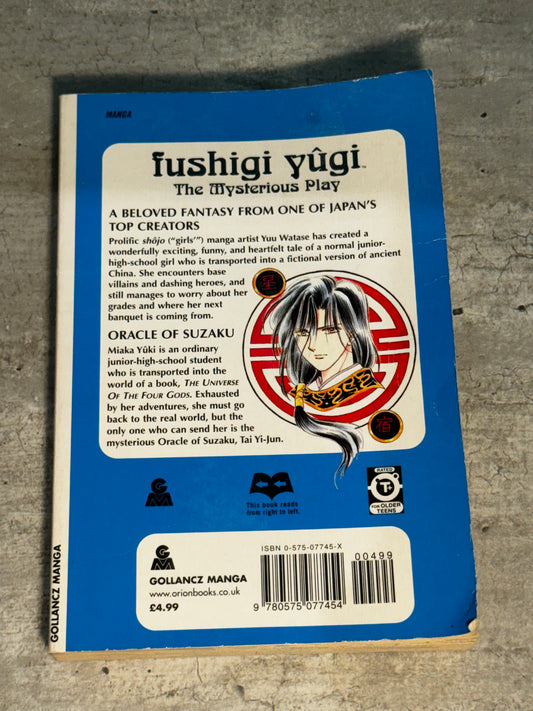 MANGA
fushigi yûgi™
The Mysterious Play
A BELOVED FANTASY FROM ONE OF JAPAN'S
TOP CREATORS
Prolific shôjo ("girls'") manga artist Yuu Watase has created a
wonderfully exciting, funny, and heartfelt tale of a normal junior-
high-school girl who is transported into a fictional version of ancient
China. She encounters base
villains and dashing heroes, and
still manages to worry about her
grades and where her next
banquet is coming from.
ORACLE OF SUZAKU
Miaka Yûki is an ordinary
junior-high-school student
who is transported into the
world of a book, THE UNIVERSE
OF THE FOUR GODS. Exhausted
by her adventures, she must go
back to the real world, but the
only one who can send her is the
mysterious Oracle of Suzaku, Tai Yi-Jun.
星
宿
GM
This book reads
from right to left.
RATED
T+
FOR OLDER
TEENS
GM
GOLLANCZ MANGA
www.orionbooks.co.uk
£4.99
ISBN 0-575-07745-X
00499
9 780575 077454
GOLLANCZ MANGA